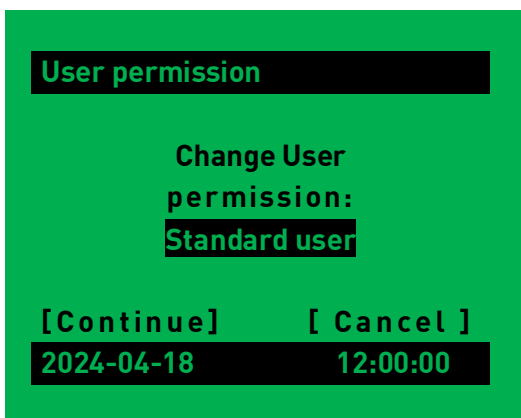 User permission
Change User
permission:
Standard user
[Continue] [ Cancel ]
2024-04-18 12:00:00